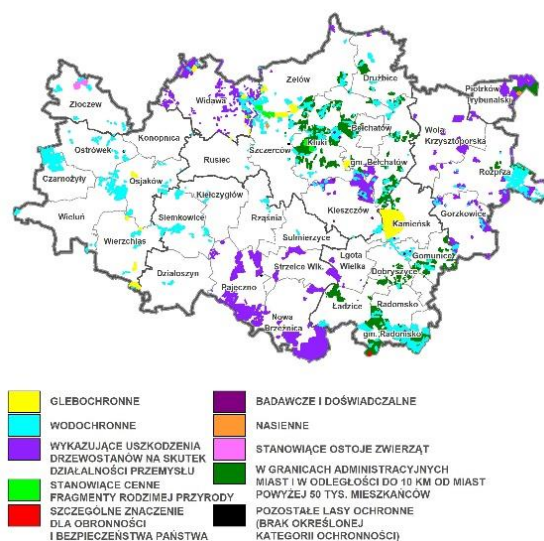 Zelów
Drużbice
Złoczew
Widawa
Piotrków
Trybunalski
Konopnica
Bełchatów
Wola
Krzysztoporska
Ostrówek
Rusiec
Szczerców
Kluki
gm. Bełchatów
Rozprza
Czarnożyły
Osjaków
Kiełczygłów
Kleszczów
Gorzkowice
Wieluń
Siemkowice
Rząśnia
Kamieńsk
Wierzchlas
Sulmierzyce
Gomunice
Działoszyn
Strzelce Wlk.
Lgota
Wielka
Dobryszyce
Pajęczno
Ładzice
Radomsko
Nowa
Brzeźnica
gm. Radomsko
GLEBOCHRONNE
WODOCHRONNE
WYKAZUJĄCE USZKODZENIA
DRZEWOSTANÓW NA SKUTEK
DZIAŁALNOŚCI PRZEMYSŁU
STANOWIĄCE CENNE
FRAGMENTY RODZIMEJ PRZYRODY
SZCZEGÓLNE ZNACZENIE
DLA OBRONNOŚCI
I BEZPIECZEŃSTWA PAŃSTWA
BADAWCZE I DOŚWIADCZALNE
NASIENNE
STANOWIĄCE OSTOJE ZWIERZĄT
W GRANICACH ADMINISTRACYJNYCH
MIAST I W ODLEGŁOŚCI DO 10 KM OD MIAST
POWYŻEJ 50 TYS. MIESZKAŃCÓW
POZOSTAŁE LASY OCHRONNE
(BRAK OKREŚLONEJ
KATEGORII OCHRONNOŚCI)